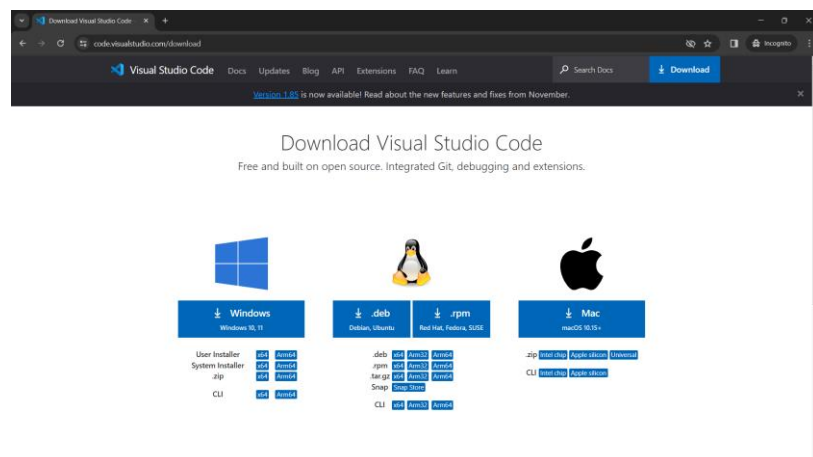 Download Visual Studio Code
code.visualstudio.com/download
Incognito
Visual Studio Code Docs Updates Blog API Extensions FAQ Learn Search Docs Download
Version 1.85 is now available! Read about the new features and fixes from November.
Download Visual Studio Code
Free and built on open source. Integrated Git, debugging and extensions.
Windows
Windows 10, 11
User Installer x64 Arm64
System Installer x64 Arm64
.zip x64 Arm64
CLI x64 Arm64
.deb
Debian, Ubuntu
.rpm
Red Hat, Fedora, SUSE
.deb x64 Arm32 Arm64
.rpm x64 Arm32 Arm64
.tar.gz x64 Arm32 Arm64
Snap Snap Store
CLI x64 Arm32 Arm64
Mac
macOS 10.15+
.zip Intel chip Apple silicon Universal
CLI Intel chip Apple silicon